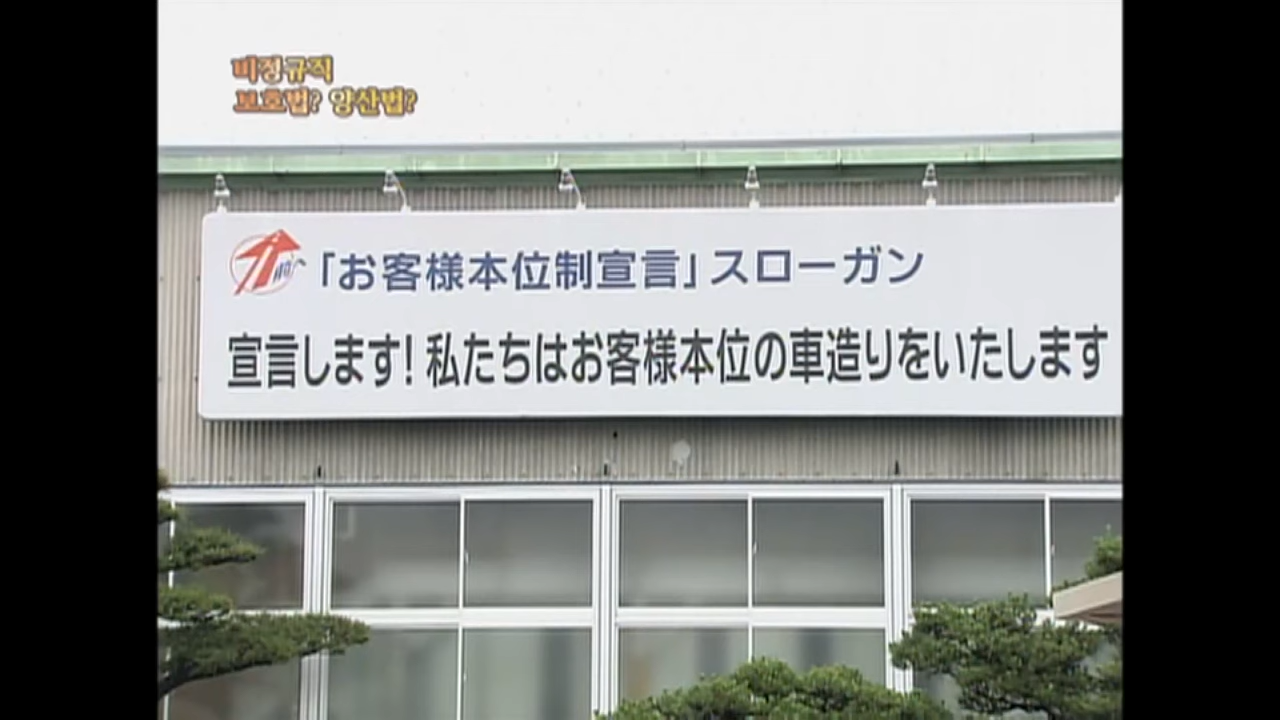 비정규직
보호법? 양산법?
「お客様本位制宣言」スローガン
宣言します!私たちはお客様本位の車造りをいたします